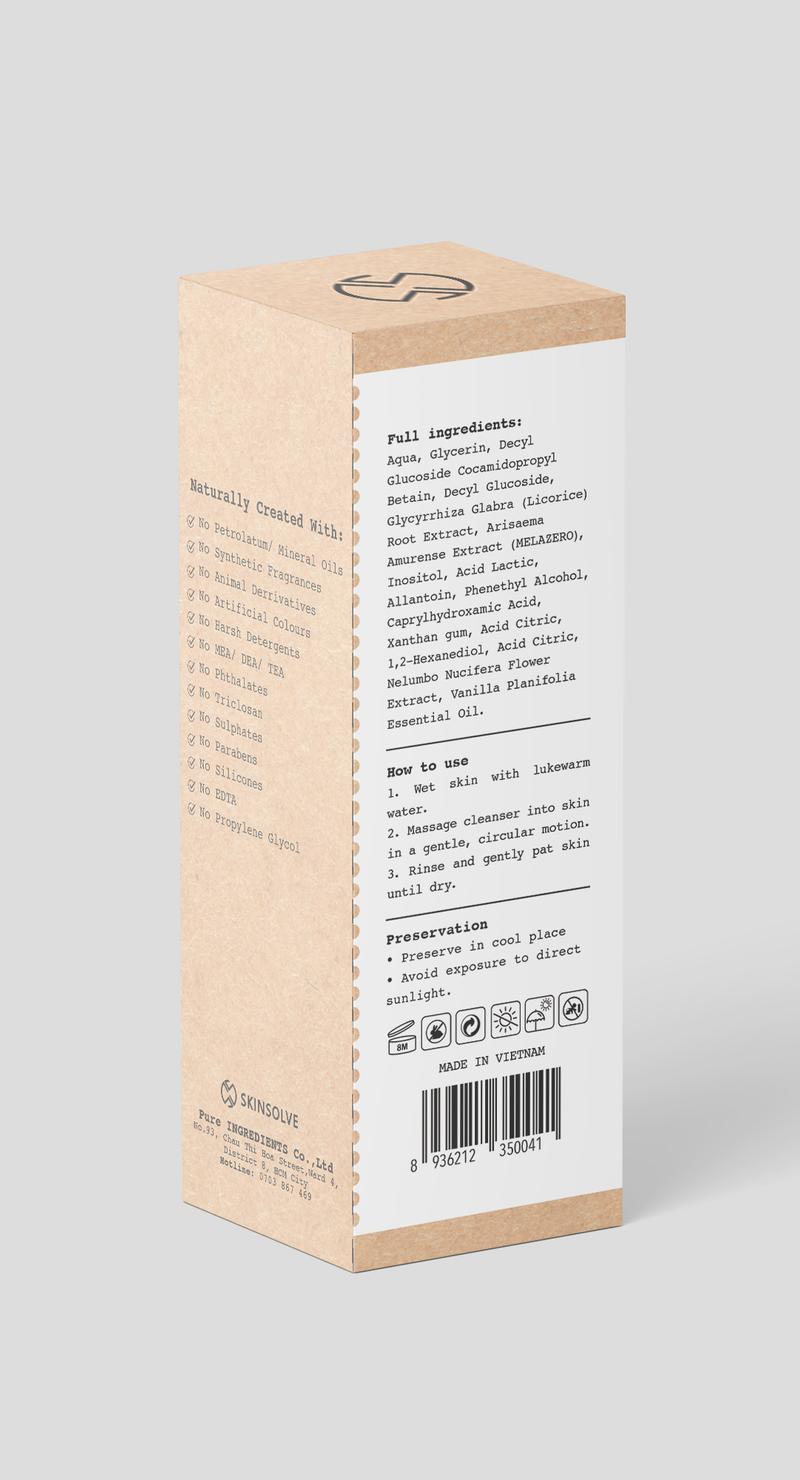 Naturally Created With:
No Petrolatum/ Mineral Oils
No Synthetic Fragrances
No Animal Derrivatives
No Artificial Colours
No Harsh Detergents
No MEA/ DEA/ TEA
No Phthalates
No Triclosan
No Sulphates
No Parabens
No Silicones
No EDTA
No Propylene Glycol
SKINSOLVE
Pure INGREDIENTS Co.,Ltd
No.93, Chau Thi Boa Street,Ward 4,
District 8, HCM City
Hotline: 0703 867 469
Full ingredients:
Aqua, Glycerin, Decyl
Glucoside Cocamidopropyl
Betain, Decyl Glucoside,
Glycyrrhiza Glabra (Licorice)
Root Extract, Arisaema
Amurense Extract (MELAZERO),
Inositol, Acid Lactic,
Allantoin, Phenethyl Alcohol,
Caprylhydroxamic Acid,
Xanthan gum, Acid Citric,
1,2-Hexanediol, Acid Citric,
Nelumbo Nucifera Flower
Extract, Vanilla Planifolia
Essential Oil.
How to use
1. Wet skin with lukewarm
water.
2. Massage cleanser into skin
in a gentle, circular motion.
3. Rinse and gently pat skin
until dry.
Preservation
• Preserve in cool place
• Avoid exposure to direct
sunlight.
8M
MADE IN VIETNAM
8 936212 350041